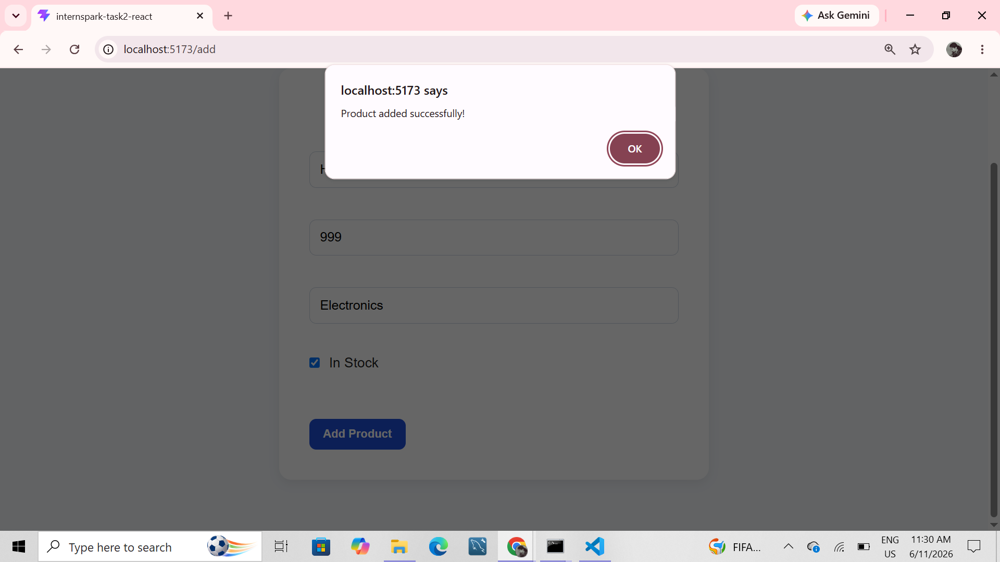 internspark-task2-react
Ask Gemini
localhost:5173/add
localhost:5173 says
Product added successfully!
OK
999
Electronics
In Stock
Add Product
Type here to search
FIFA...
ENG
US
11:30 AM
6/11/2026